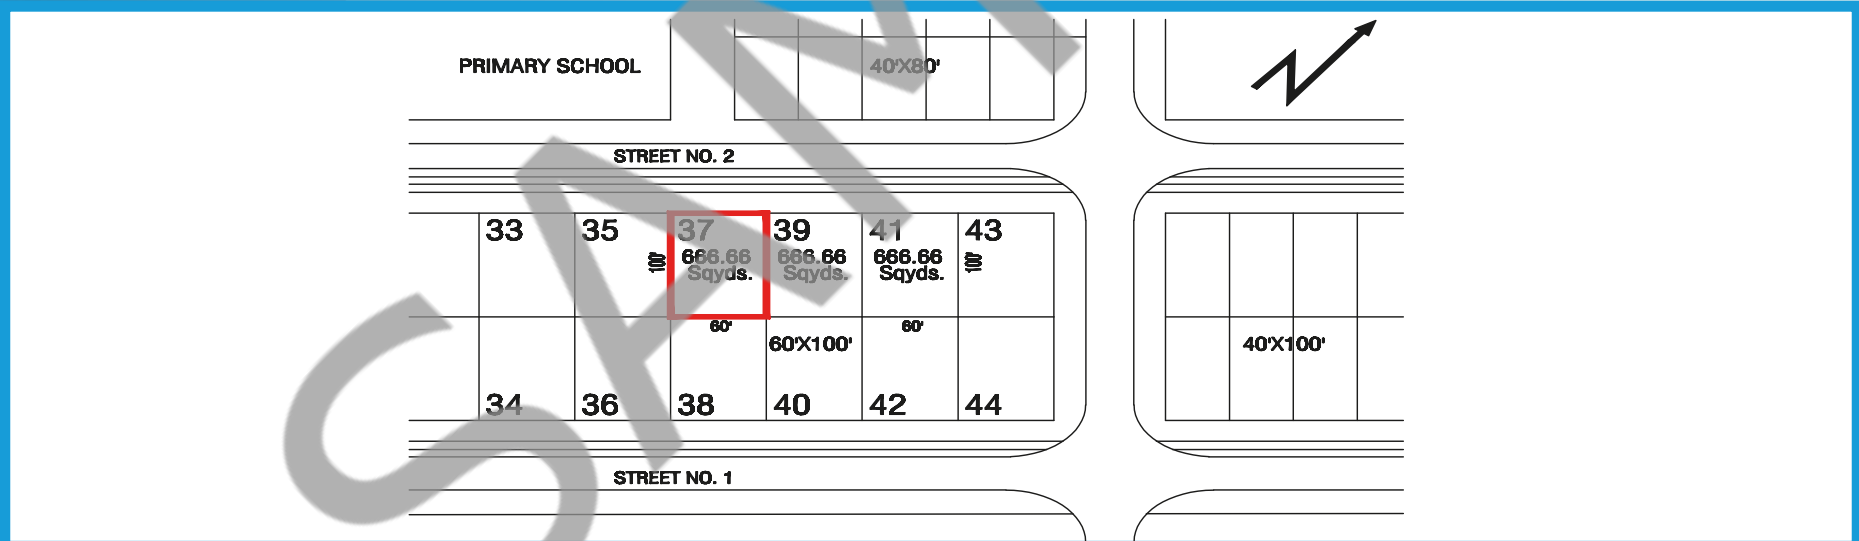 PRIMARY SCHOOL
40'X80'
STREET NO. 2
33 35 37 39 41 43
100' 666.66 666.66 666.66 100'
Sqyds. Sqyds. Sqyds.
60' 60'
60'X100' 40'X100'
34 36 38 40 42 44
STREET NO. 1
SAM